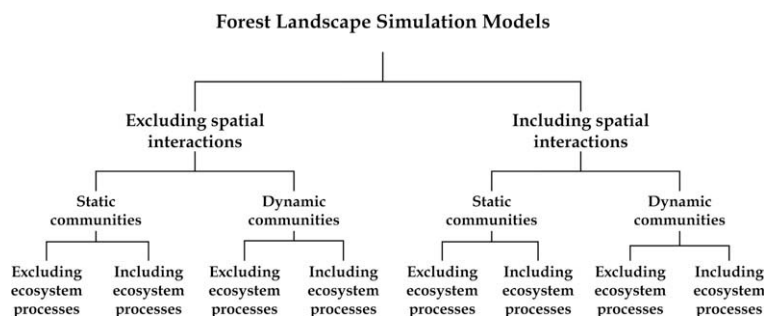 Forest Landscape Simulation Models
Excluding spatial
interactions
Including spatial
interactions
Static
communities
Dynamic
communities
Static
communities
Dynamic
communities
Excluding
ecosystem
processes
Including
ecosystem
processes
Excluding
ecosystem
processes
Including
ecosystem
processes
Excluding
ecosystem
processes
Including
ecosystem
processes
Excluding
ecosystem
processes
Including
ecosystem
processes